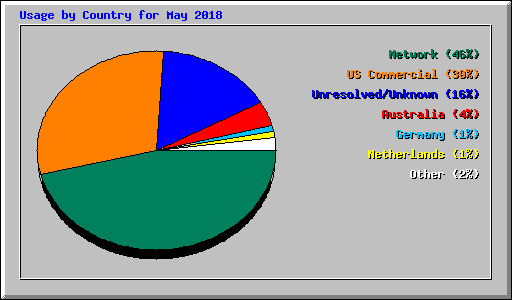 Usage by Country for May 2018
Network (46%)
US Commercial (30%)
Unresolved/Unknown (16%)
Australia (4%)
Germany (1%)
Netherlands (1%)
Other (2%)